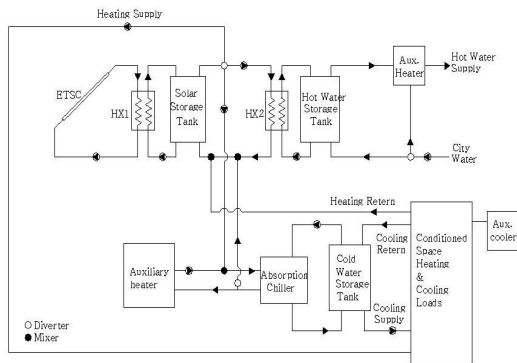 Heating Supply
ETSC
HX1
Solar
Storage
Tank
HX2
Hot Water
Storage
Tank
Aux.
Heater
Hot Water
Supply
City
Water
Heating Retern
Auxiliary
heater
Absorption
Chiller
Cooling
Retern
Cold
Water
Storage
Tank
Cooling
Supply
Conditioned
Space
Heating
&
Cooling
Loads
Aux.
cooler
Diverter
Mixer